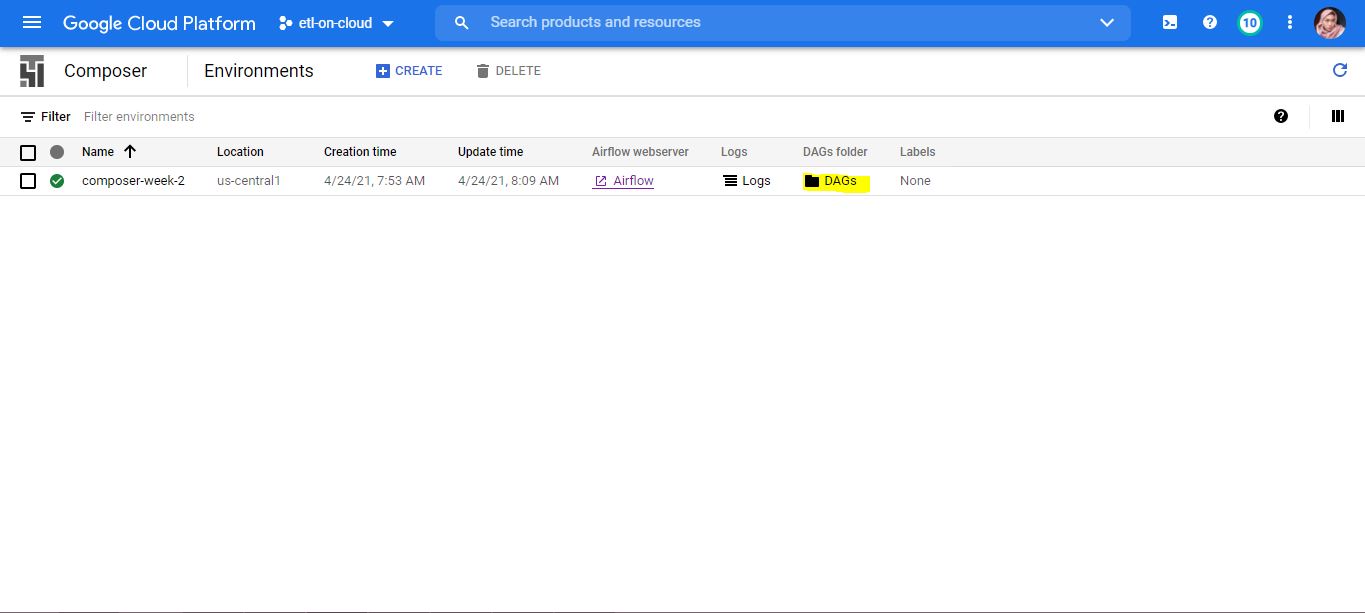 Google Cloud Platform etl-on-cloud Search products and resources 10
Composer Environments CREATE DELETE
Filter Filter environments
Name Location Creation time Update time Airflow webserver Logs DAGs folder Labels
composer-week-2 us-central1 4/24/21, 7:53 AM 4/24/21, 8:09 AM Airflow Logs DAGs None